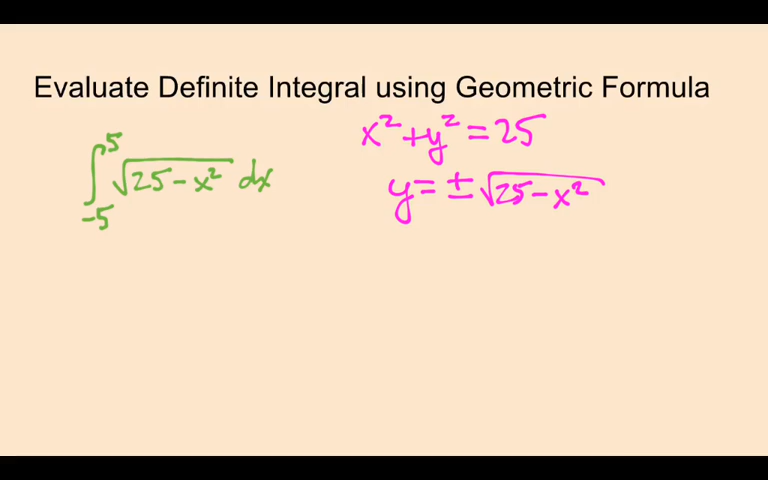 Evaluate Definite Integral using Geometric Formula
x² + y² = 25
∫₋₅⁵ √(25 − x²) dx
y = ± √(25 − x²)